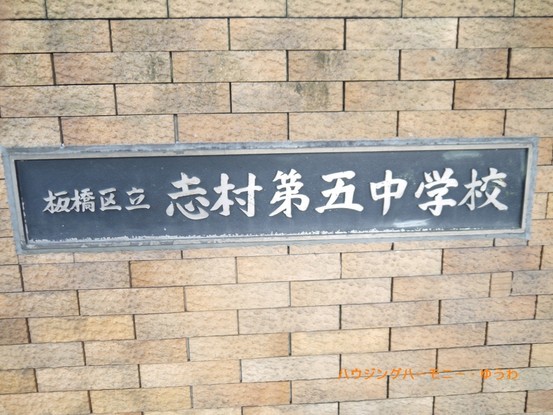 板橋区立 志村第五中学校
ハウジングハーモニー ゆうわ